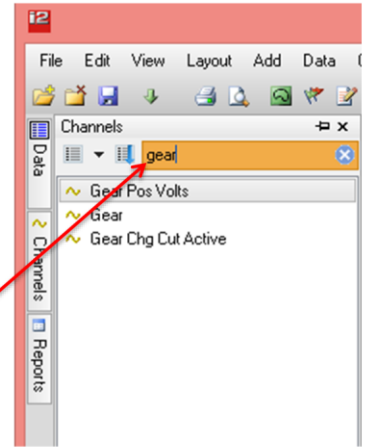 i2
File Edit View Layout Add Data
Channels
gear
Gear Pos Volts
Gear
Gear Chg Cut Active
Data
Channels
Reports